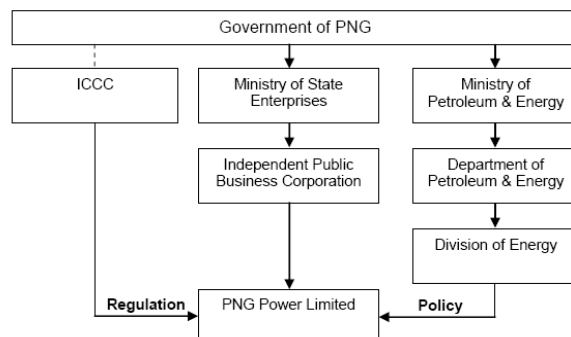 Government of PNG
ICCC
Ministry of State
Enterprises
Ministry of
Petroleum & Energy
Independent Public
Business Corporation
Department of
Petroleum & Energy
Division of Energy
Regulation
PNG Power Limited
Policy